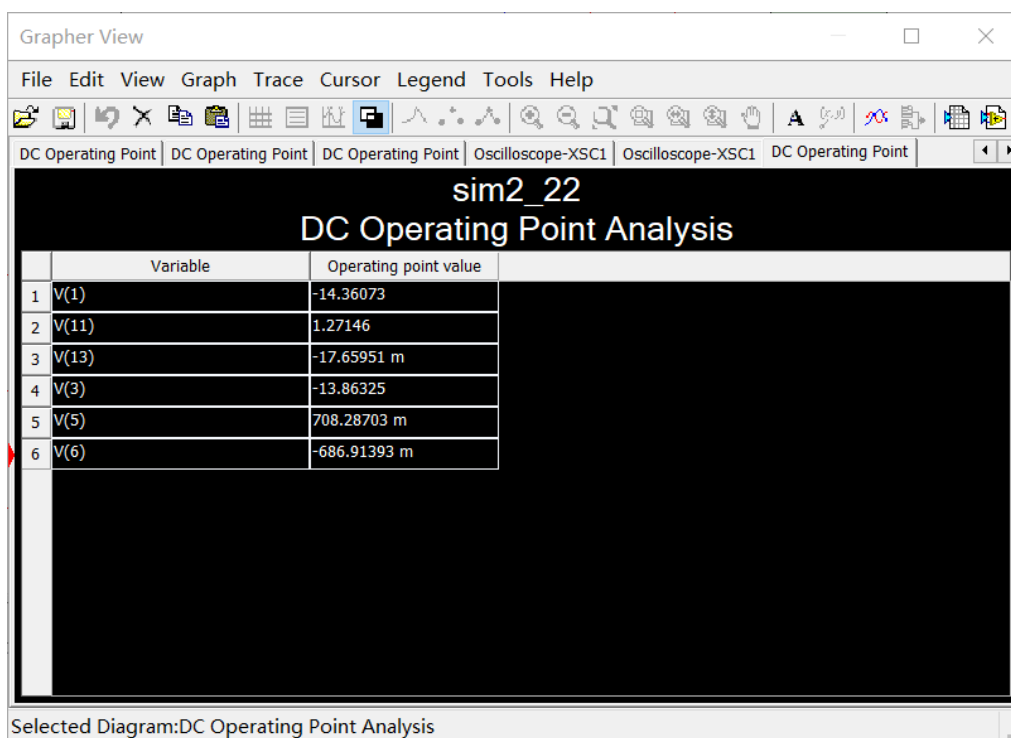 Grapher View
File Edit View Graph Trace Cursor Legend Tools Help
A
DC Operating Point DC Operating Point DC Operating Point Oscilloscope-XSC1 Oscilloscope-XSC1 DC Operating Point
sim2_22
DC Operating Point Analysis
Variable Operating point value
1 V(1) -14.36073
2 V(11) 1.27146
3 V(13) -17.65951 m
4 V(3) -13.86325
5 V(5) 708.28703 m
6 V(6) -686.91393 m
Selected Diagram:DC Operating Point Analysis